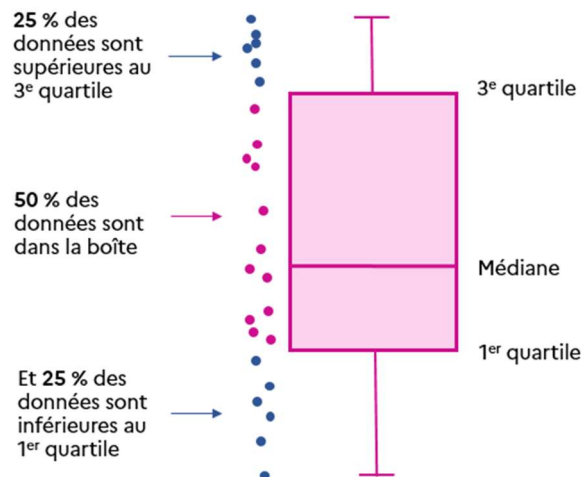 25 % des
données sont
supérieures au
3e quartile
3e quartile
50 % des
données sont
dans la boîte
Médiane
1er quartile
Et 25 % des
données sont
inférieures au
1er quartile